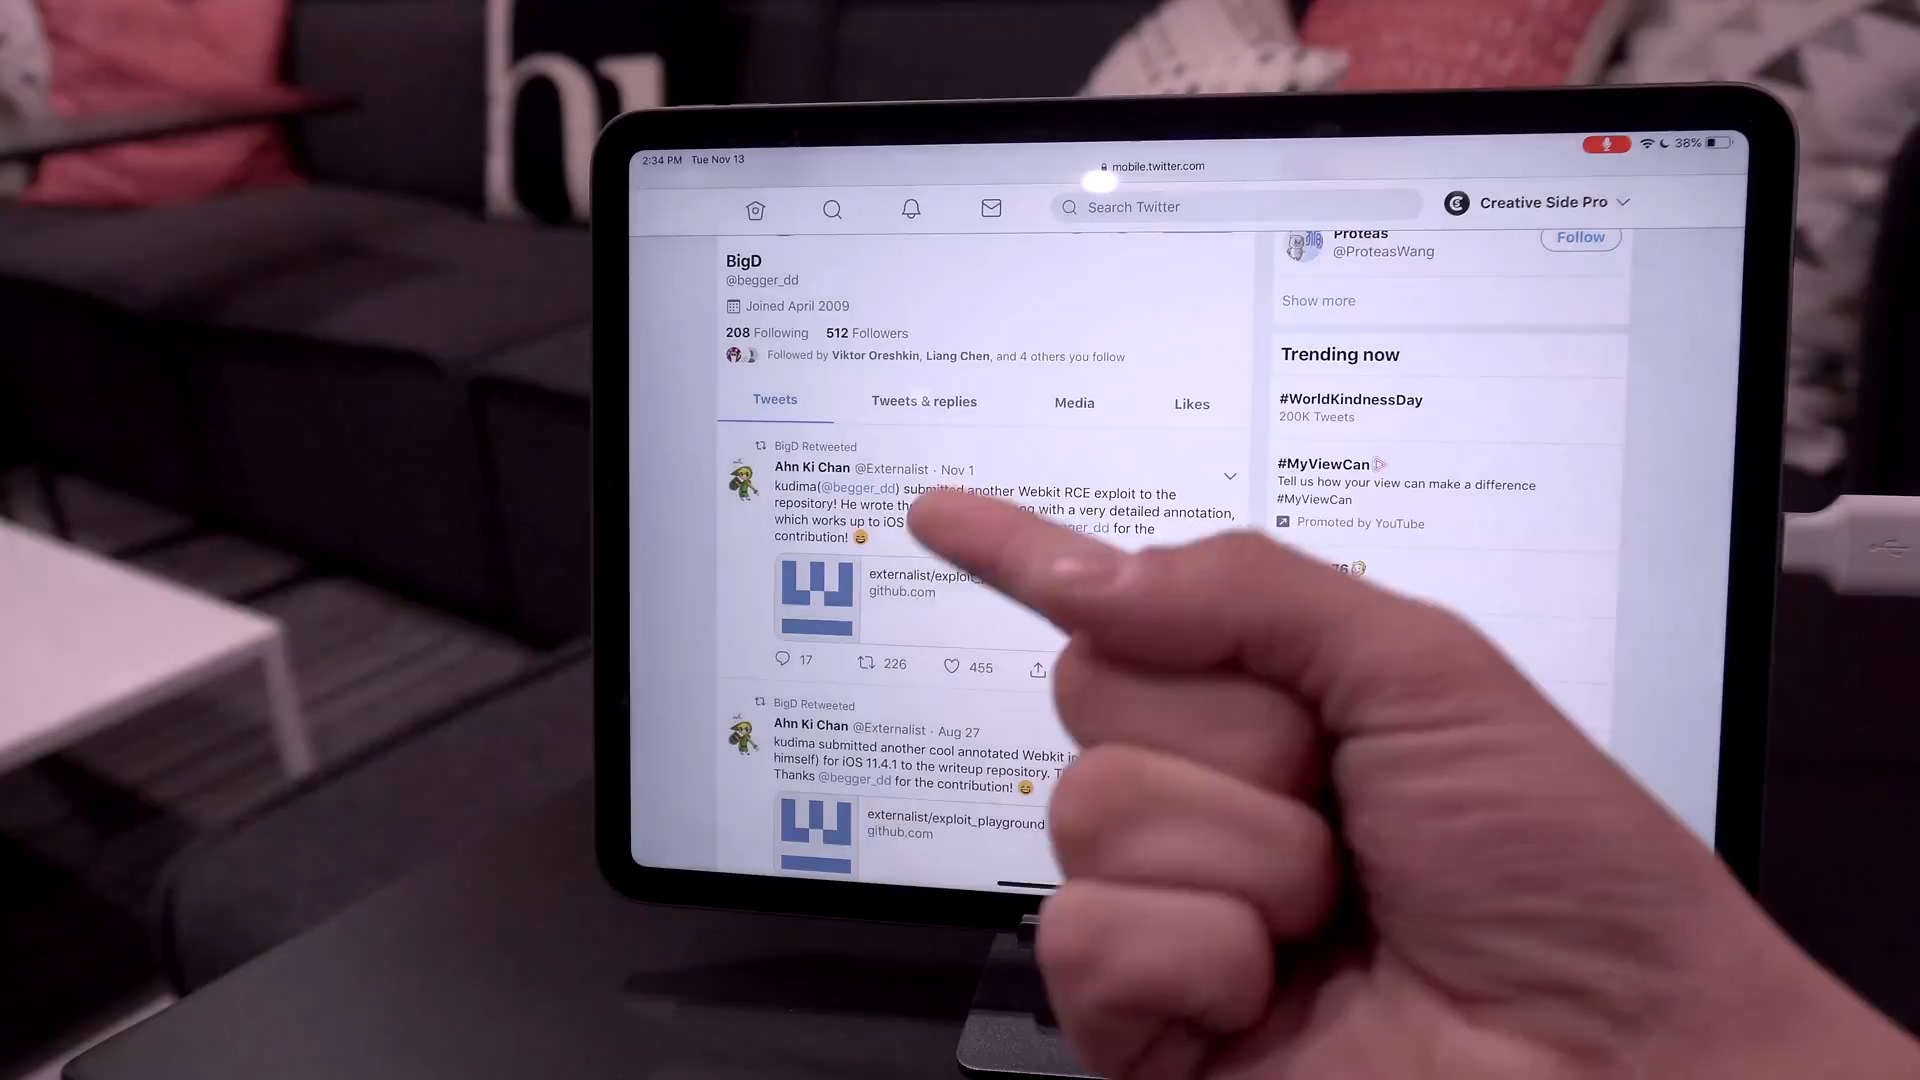 2:34 PM Tue Nov 13
38%
mobile.twitter.com
Search Twitter
Creative Side Pro
BigD
@begger_dd
Joined April 2009
208 Following 512 Followers
Followed by Viktor Oreshkin, Liang Chen, and 4 others you follow
Tweets Tweets & replies Media Likes
BigD Retweeted
Ahn Ki Chan @Externalist · Nov 1
kudima(@begger_dd) submitted another Webkit RCE exploit to the
repository! He wrote with a very detailed annotation,
which works up to iOS for the
contribution! 😄
externalist/exploit
github.com
17 226 455
BigD Retweeted
Ahn Ki Chan @Externalist · Aug 27
kudima submitted another cool annotated Webkit
himself) for iOS 11.4.1 to the writeup repository.
Thanks @begger_dd for the contribution! 😄
externalist/exploit_playground
github.com
Proteas
@ProteasWang
Follow
Show more
Trending now
#WorldKindnessDay
200K Tweets
#MyViewCan
Tell us how your view can make a difference
#MyViewCan
Promoted by YouTube